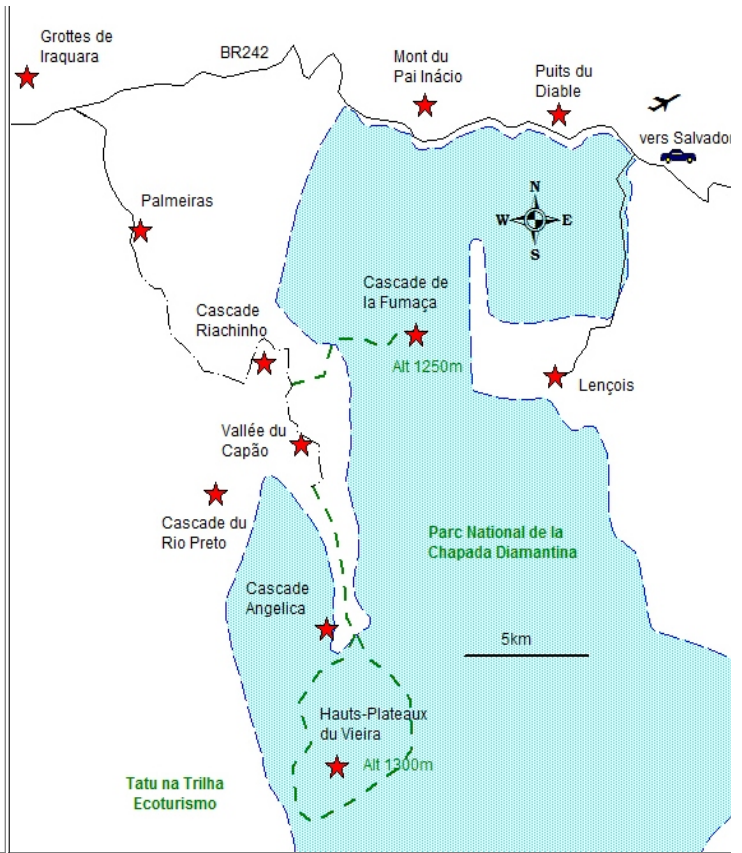 Grottes de
Iraquara
BR242
Mont du
Pai Inácio
Puits du
Diable
vers Salvador
Palmeiras
N
W
E
S
Cascade de
la Fumaça
Alt 1250m
Cascade
Riachinho
Lençois
Vallée du
Capão
Cascade du
Rio Preto
Parc National de la
Chapada Diamantina
Cascade
Angelica
5km
Hauts-Plateaux
du Vieira
Alt 1300m
Tatu na Trilha
Ecoturismo